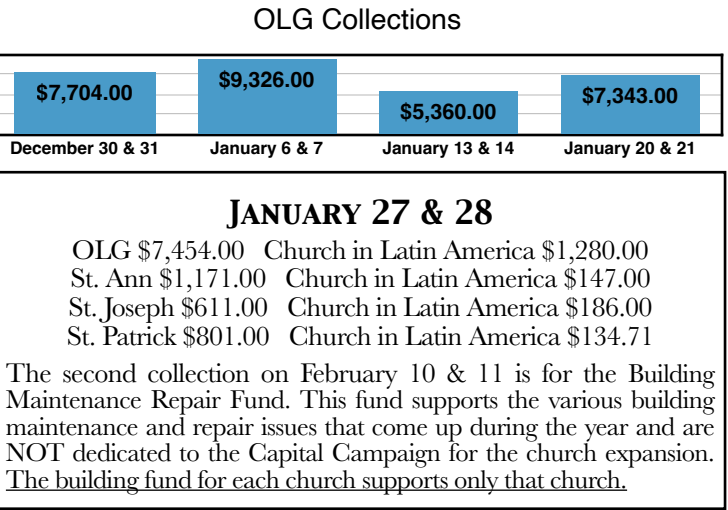 OLG Collections
$7,704.00 $9,326.00 $5,360.00 $7,343.00
December 30 & 31 January 6 & 7 January 13 & 14 January 20 & 21
JANUARY 27 & 28
OLG $7,454.00 Church in Latin America $1,280.00
St. Ann $1,171.00 Church in Latin America $147.00
St. Joseph $611.00 Church in Latin America $186.00
St. Patrick $801.00 Church in Latin America $134.71
The second collection on February 10 & 11 is for the Building
Maintenance Repair Fund. This fund supports the various building
maintenance and repair issues that come up during the year and are
NOT dedicated to the Capital Campaign for the church expansion.
The building fund for each church supports only that church.